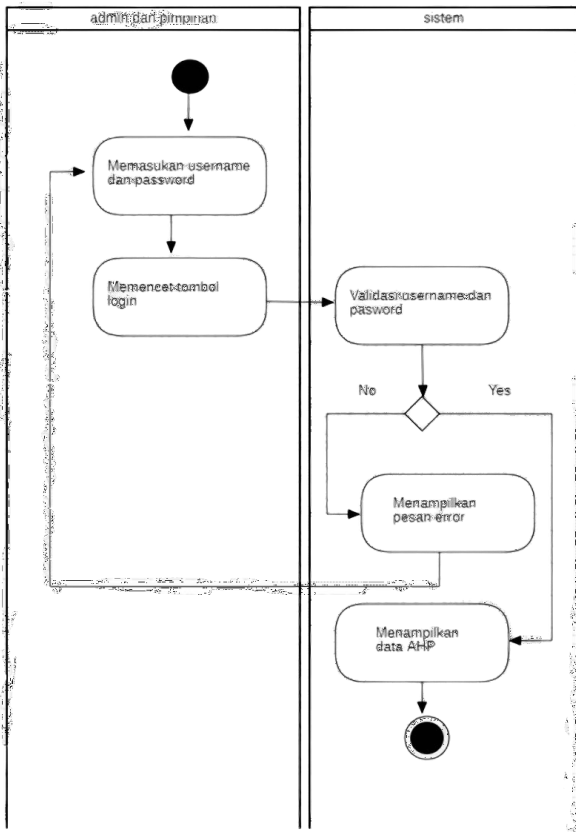 admin dan pimpinan
sistem
Memasukan username
dan password
Memencet tombol
login
Validasi username dan
pasword
No
Yes
Menampilkan
pesan error
Menampilkan
data AHP